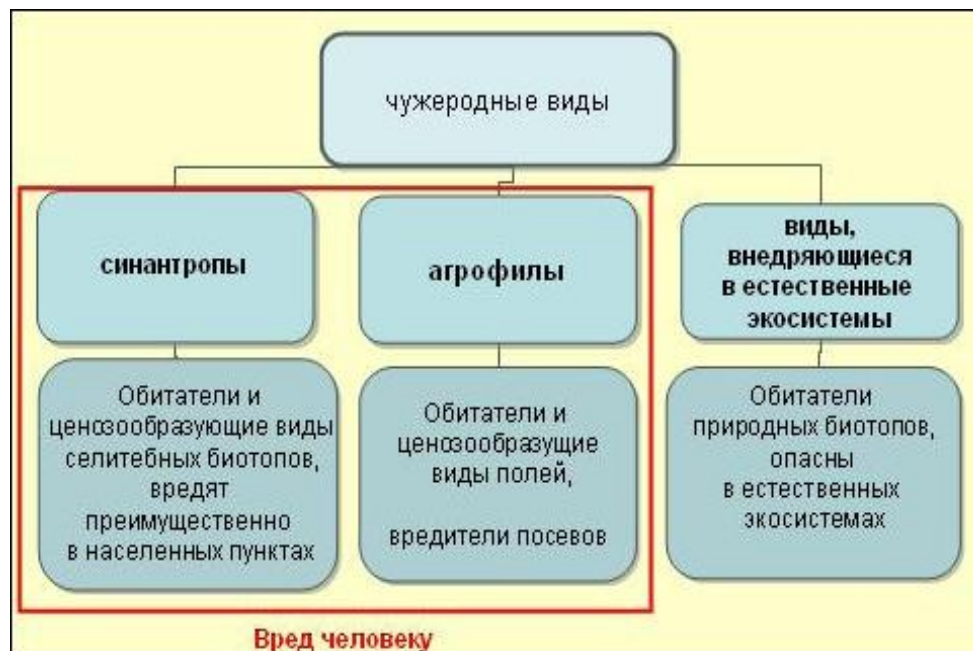 чужеродные виды
синантропы
агрофилы
виды,
внедряющиеся
в естественные
экосистемы
Обитатели и
ценозообразующие виды
селитебных биотопов,
вредят
преимущественно
в населенных пунктах
Обитатели и
ценозообразущие
виды полей,
вредители посевов
Обитатели
природных биотопов,
опасны
в естественных
экосистемах
Вред человеку